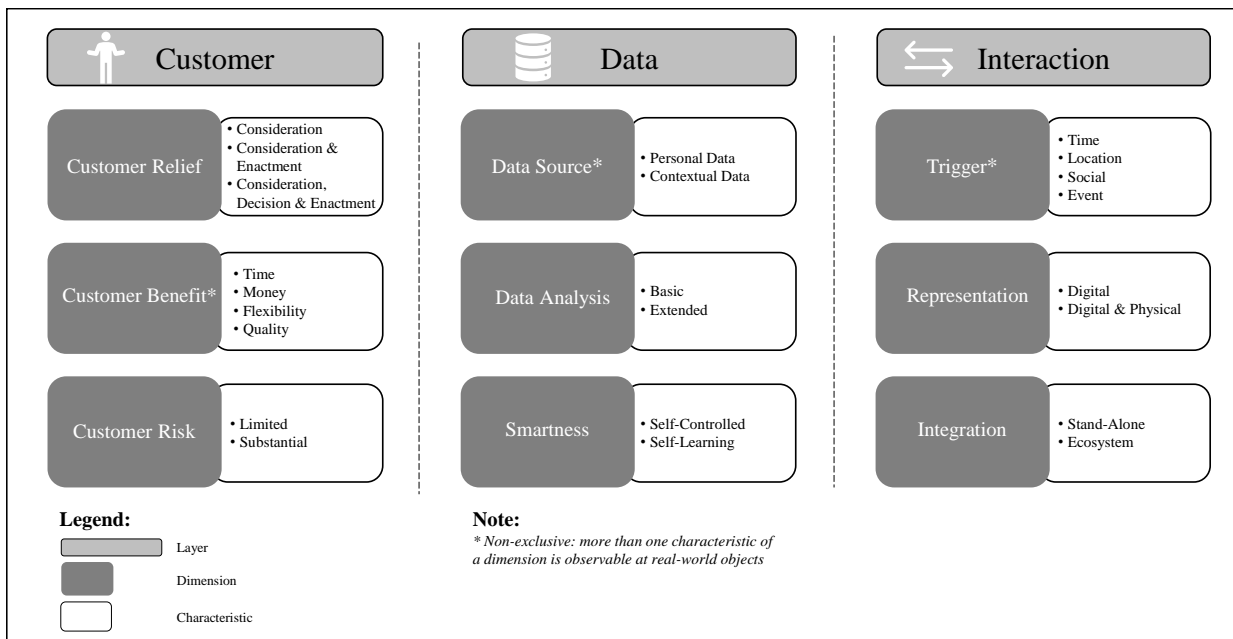 Customer
Customer Relief
• Consideration
• Consideration &
Enactment
• Consideration,
Decision & Enactment
Customer Benefit*
• Time
• Money
• Flexibility
• Quality
Customer Risk
• Limited
• Substantial
Data
Data Source*
• Personal Data
• Contextual Data
Data Analysis
• Basic
• Extended
Smartness
• Self-Controlled
• Self-Learning
Interaction
Trigger*
• Time
• Location
• Social
• Event
Representation
• Digital
• Digital & Physical
Integration
• Stand-Alone
• Ecosystem
Legend:
Layer
Dimension
Characteristic
Note:
* Non-exclusive: more than one characteristic of
a dimension is observable at real-world objects